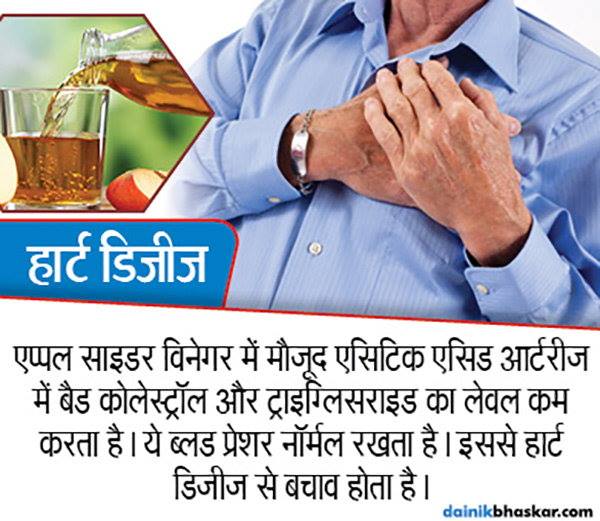 हार्ट डिजीज
एप्पल साइडर विनेगर में मौजूद एसिटिक एसिड आर्टरीज
में बैड कोलेस्ट्रॉल और ट्राइग्लिसराइड का लेवल कम
करता है। ये ब्लड प्रेशर नॉर्मल रखता है। इससे हार्ट
डिजीज से बचाव होता है।
dainikbhaskar.com